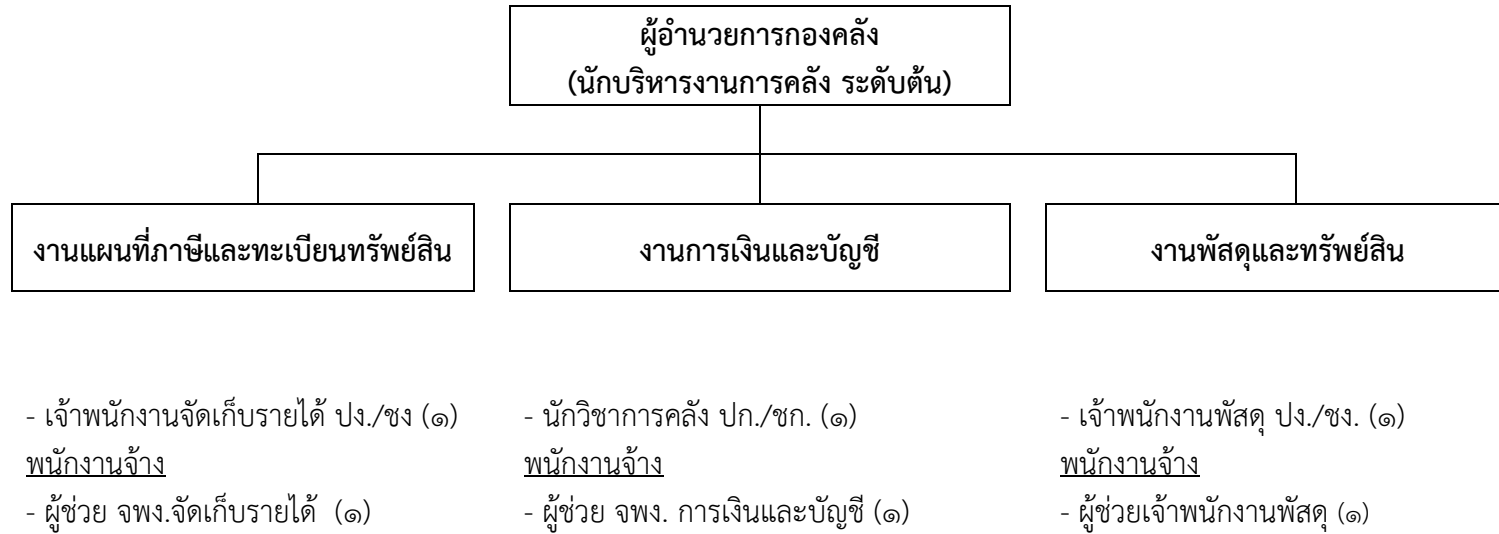 ผู้อำนวยการกองคลัง
(นักบริหารงานการคลัง ระดับต้น)
งานแผนที่ภาษีและทะเบียนทรัพย์สิน
งานการเงินและบัญชี
งานพัสดุและทรัพย์สิน
- เจ้าพนักงานจัดเก็บรายได้ ปง./ชง (๑)
พนักงานจ้าง
- ผู้ช่วย จพง.จัดเก็บรายได้ (๑)
- นักวิชาการคลัง ปก./ชก. (๑)
พนักงานจ้าง
- ผู้ช่วย จพง. การเงินและบัญชี (๑)
- เจ้าพนักงานพัสดุ ปง./ชง. (๑)
พนักงานจ้าง
- ผู้ช่วยเจ้าพนักงานพัสดุ (๑)